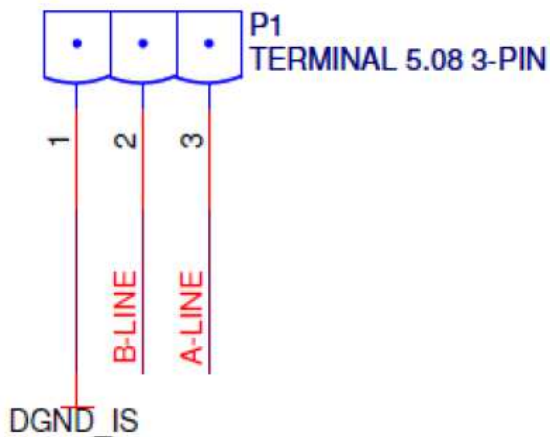 P1
TERMINAL 5.08 3-PIN
1
2
3
B-LINE
A-LINE
DGND_IS